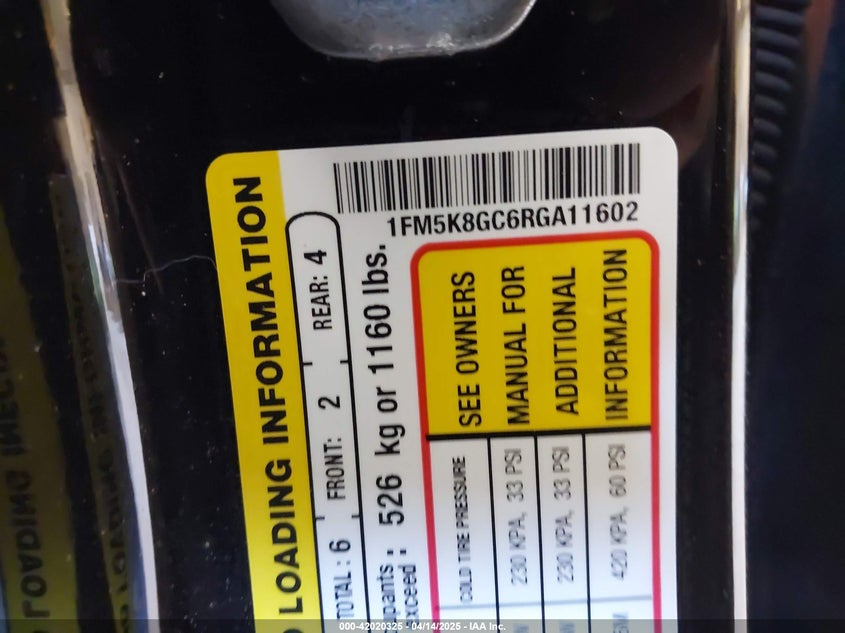 1FM5K8GC6RGA11602
LOADING INFORMATION
TOTAL : 6 FRONT: 2 REAR: 4
pants :
xceed : 526 kg or 1160 lbs.
COLD TIRE PRESSURE
230 KPA, 33 PSI
230 KPA, 33 PSI
420 KPA, 60 PSI
SEE OWNERS
MANUAL FOR
ADDITIONAL
INFORMATION
000-42020325 - 04/14/2025 - IAA Inc.